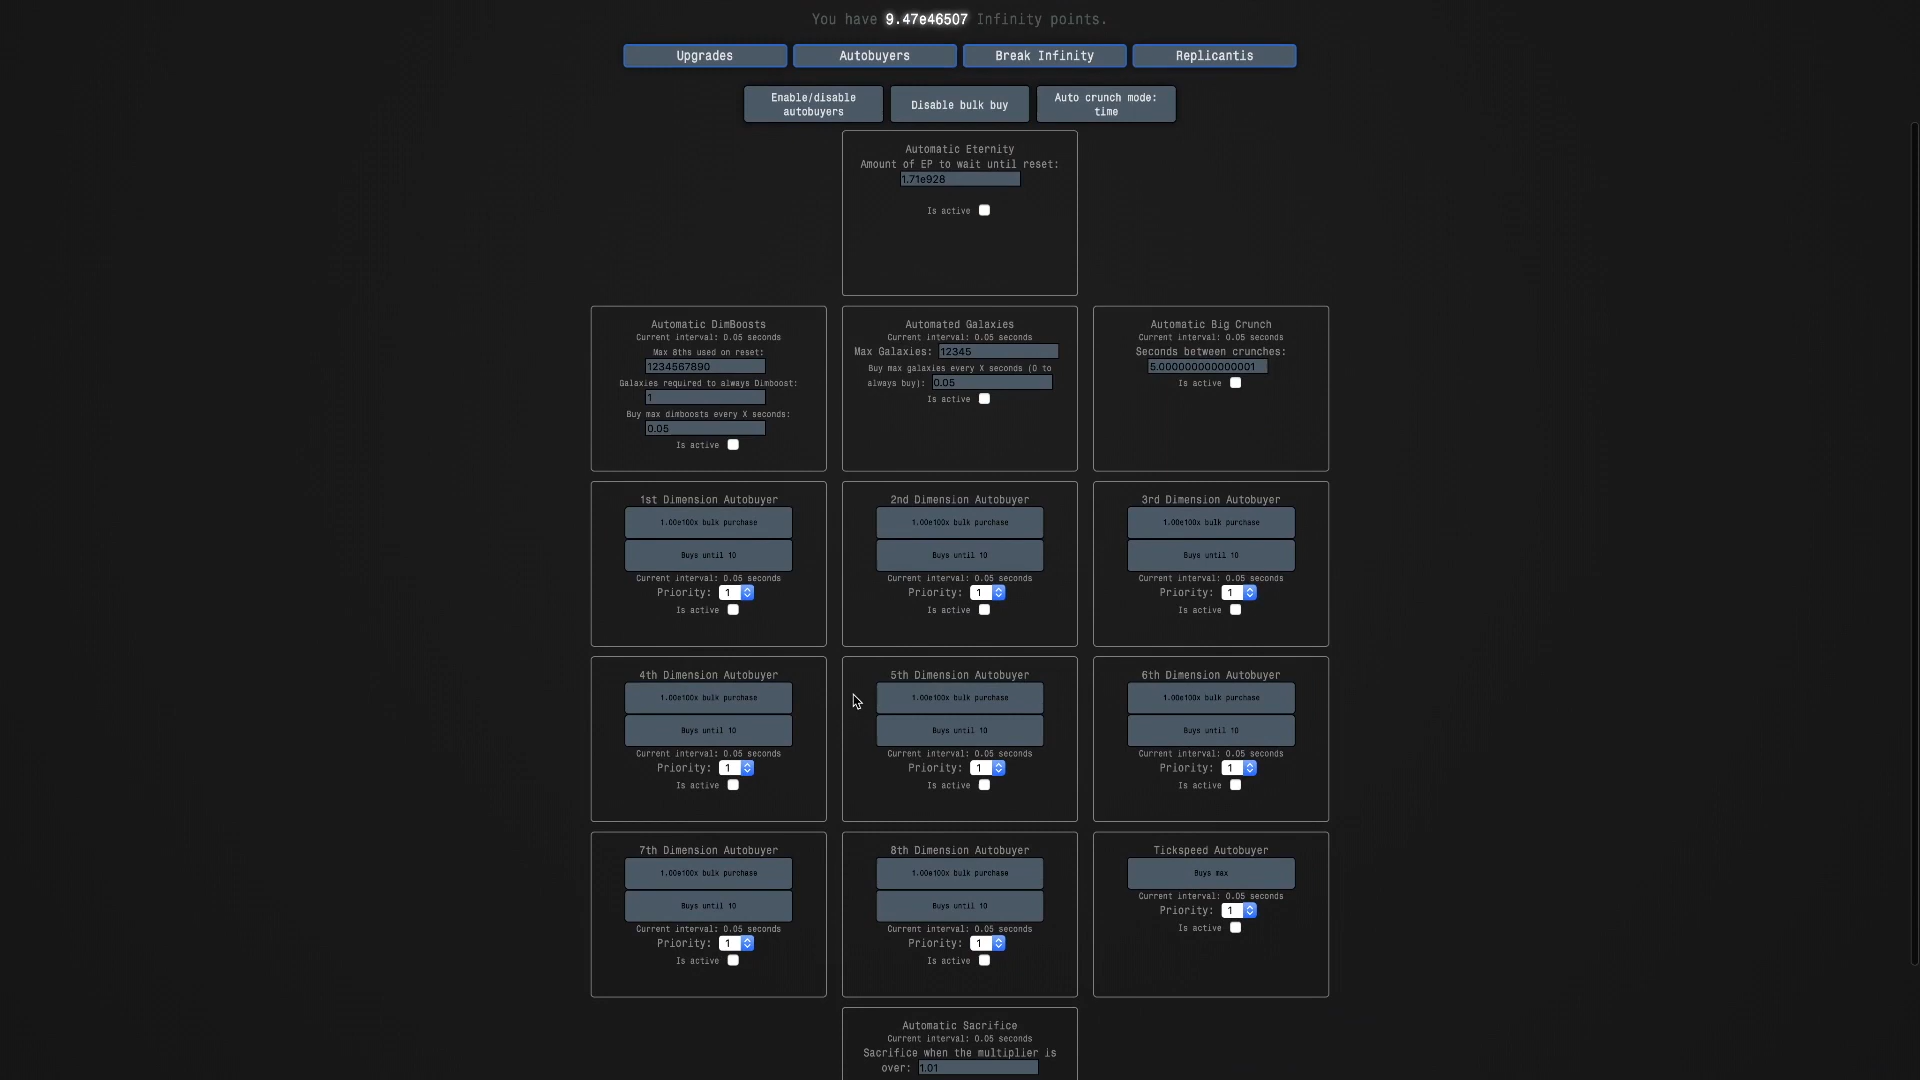 You have 9.47e46507 Infinity points.
Upgrades
Autobuyers
Break Infinity
Replicantis
Enable/disable
autobuyers
Disable bulk buy
Auto crunch mode:
time
Automatic Eternity
Amount of EP to wait until reset:
1.71e928
Is active
Automatic DimBoosts
Current interval: 0.05 seconds
Max 8ths used on reset:
1234567890
Galaxies required to always Dimboost:
1
Buy max dimboosts every X seconds:
0.05
Is active
Automated Galaxies
Current interval: 0.05 seconds
Max Galaxies: 12345
Buy max galaxies every X seconds (0 to
always buy): 0.05
Is active
Automatic Big Crunch
Current interval: 0.05 seconds
Seconds between crunches:
5.000000000000001
Is active
1st Dimension Autobuyer
1.00e100x bulk purchase
Buys until 10
Current interval: 0.05 seconds
Priority: 1
Is active
2nd Dimension Autobuyer
1.00e100x bulk purchase
Buys until 10
Current interval: 0.05 seconds
Priority: 1
Is active
3rd Dimension Autobuyer
1.00e100x bulk purchase
Buys until 10
Current interval: 0.05 seconds
Priority: 1
Is active
4th Dimension Autobuyer
1.00e100x bulk purchase
Buys until 10
Current interval: 0.05 seconds
Priority: 1
Is active
5th Dimension Autobuyer
1.00e100x bulk purchase
Buys until 10
Current interval: 0.05 seconds
Priority: 1
Is active
6th Dimension Autobuyer
1.00e100x bulk purchase
Buys until 10
Current interval: 0.05 seconds
Priority: 1
Is active
7th Dimension Autobuyer
1.00e100x bulk purchase
Buys until 10
Current interval: 0.05 seconds
Priority: 1
Is active
8th Dimension Autobuyer
1.00e100x bulk purchase
Buys until 10
Current interval: 0.05 seconds
Priority: 1
Is active
Tickspeed Autobuyer
Buys max
Current interval: 0.05 seconds
Priority: 1
Is active
Automatic Sacrifice
Current interval: 0.05 seconds
Sacrifice when the multiplier is
over: 1.01